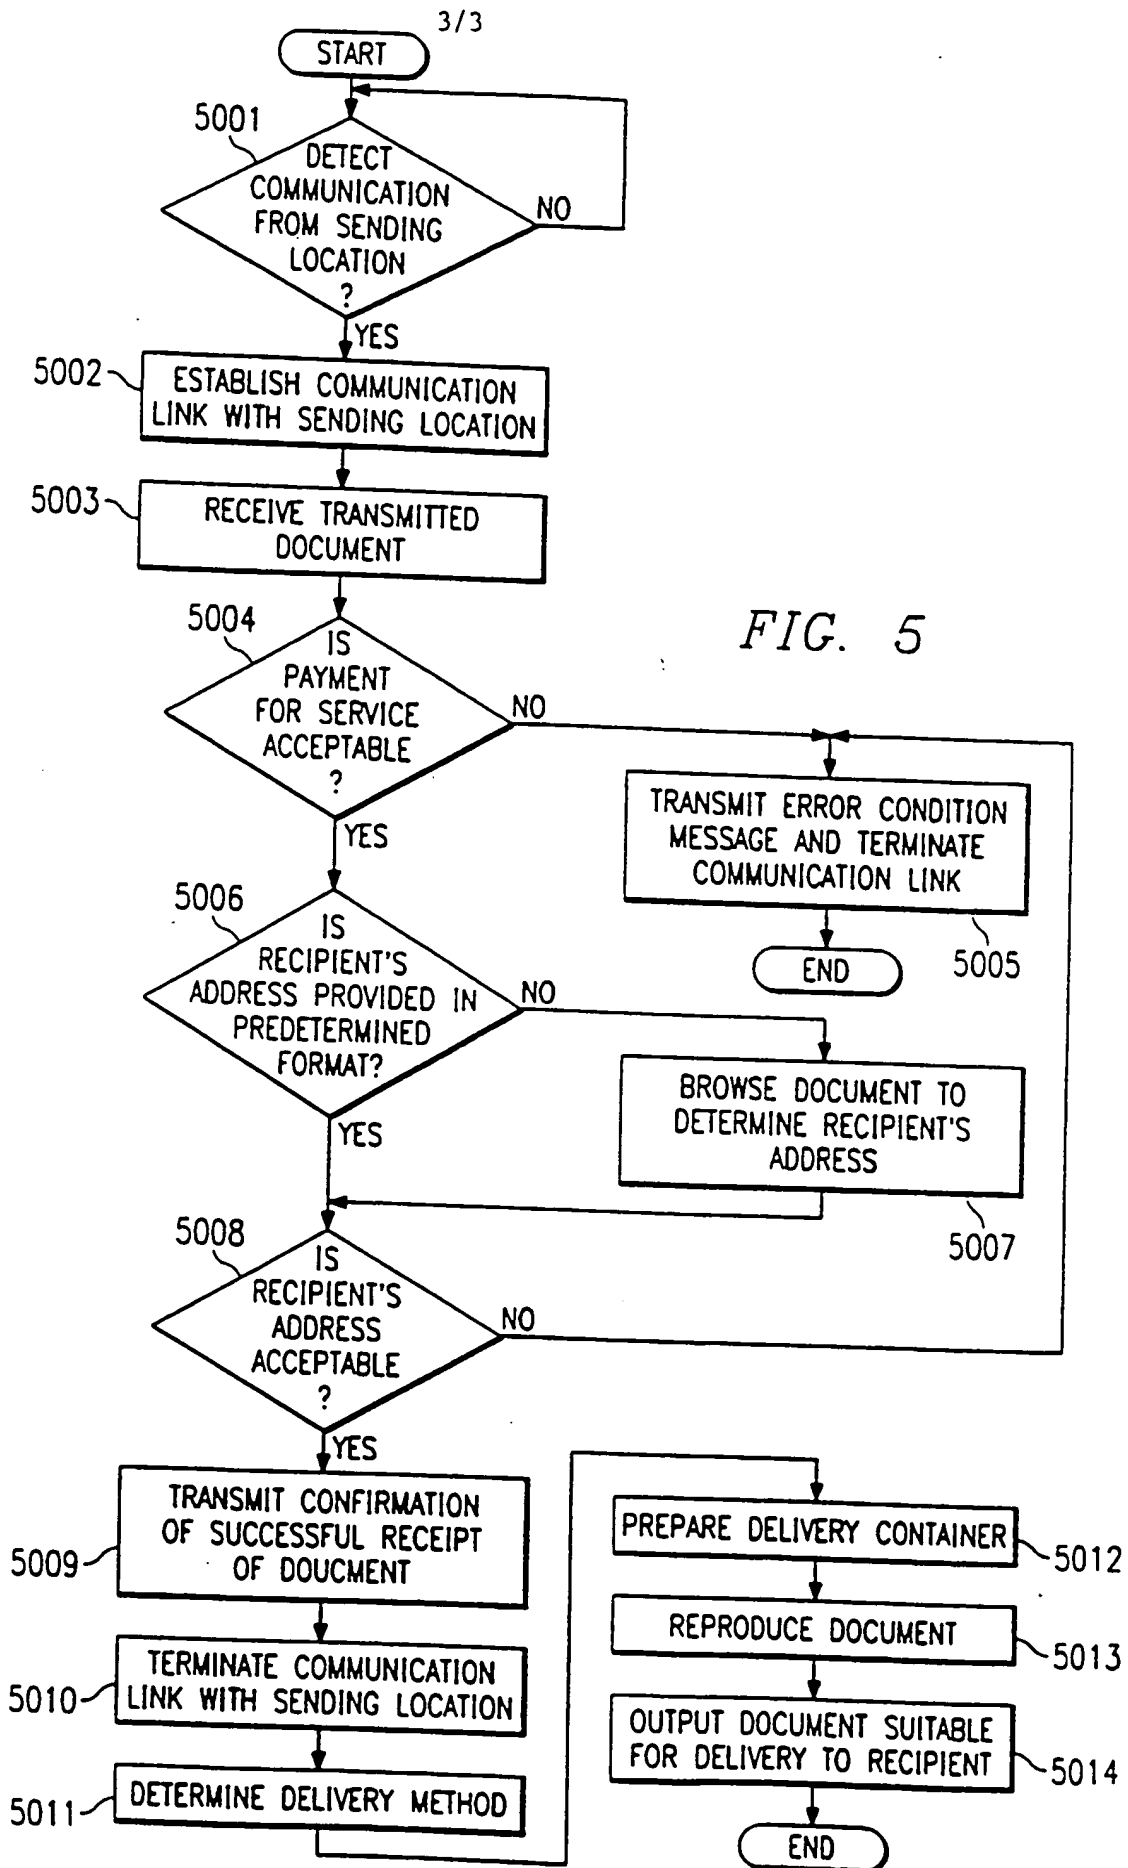 3/3
START
5001
DETECT
COMMUNICATION
FROM SENDING
LOCATION
?
NO
YES
5002
ESTABLISH COMMUNICATION
LINK WITH SENDING LOCATION
5003
RECEIVE TRANSMITTED
DOCUMENT
FIG. 5
5004
IS
PAYMENT
FOR SERVICE
ACCEPTABLE
?
NO
YES
TRANSMIT ERROR CONDITION
MESSAGE AND TERMINATE
COMMUNICATION LINK
5005
END
5006
IS
RECIPIENT'S
ADDRESS PROVIDED IN
PREDETERMINED
FORMAT?
NO
YES
BROWSE DOCUMENT TO
DETERMINE RECIPIENT'S
ADDRESS
5007
5008
IS
RECIPIENT'S
ADDRESS
ACCEPTABLE
?
NO
YES
TRANSMIT CONFIRMATION
OF SUCCESSFUL RECEIPT
OF DOUCMENT
5009
TERMINATE COMMUNICATION
LINK WITH SENDING LOCATION
5010
DETERMINE DELIVERY METHOD
5011
PREPARE DELIVERY CONTAINER
5012
REPRODUCE DOCUMENT
5013
OUTPUT DOCUMENT SUITABLE
FOR DELIVERY TO RECIPIENT
5014
END